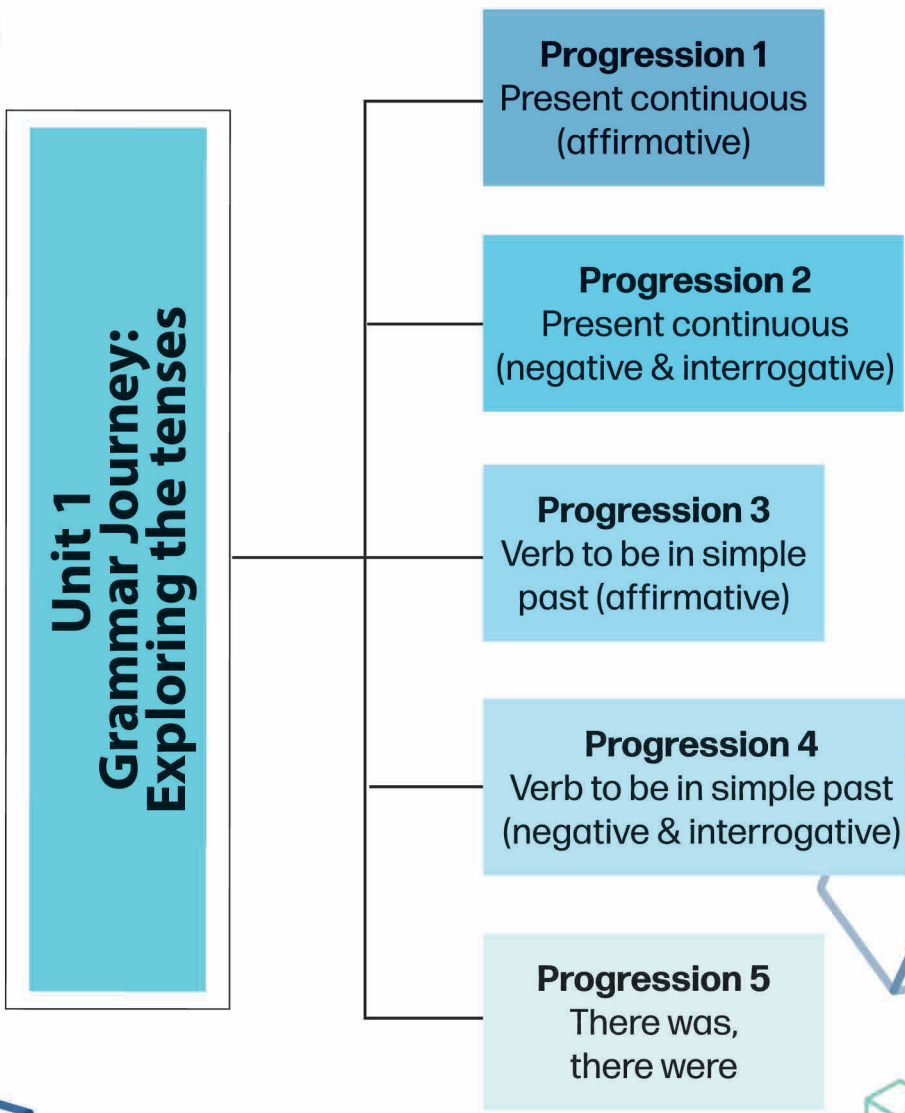 Unit 1
Grammar Journey:
Exploring the tenses
Progression 1
Present continuous
(affirmative)
Progression 2
Present continuous
(negative & interrogative)
Progression 3
Verb to be in simple
past (affirmative)
Progression 4
Verb to be in simple past
(negative & interrogative)
Progression 5
There was,
there were